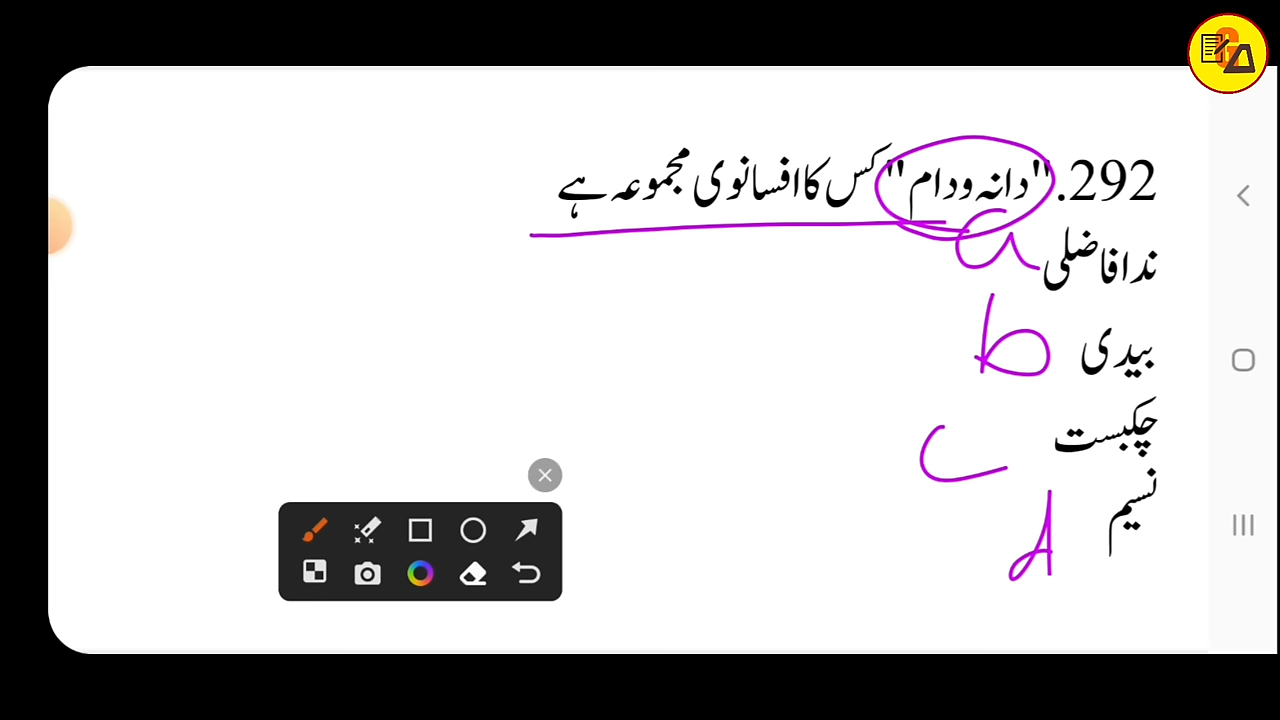 292."دانہ ودام" کس کا افسانوی مجموعہ ہے
ندا فاضلی a
بیدی b
چکبست c
نسیم d